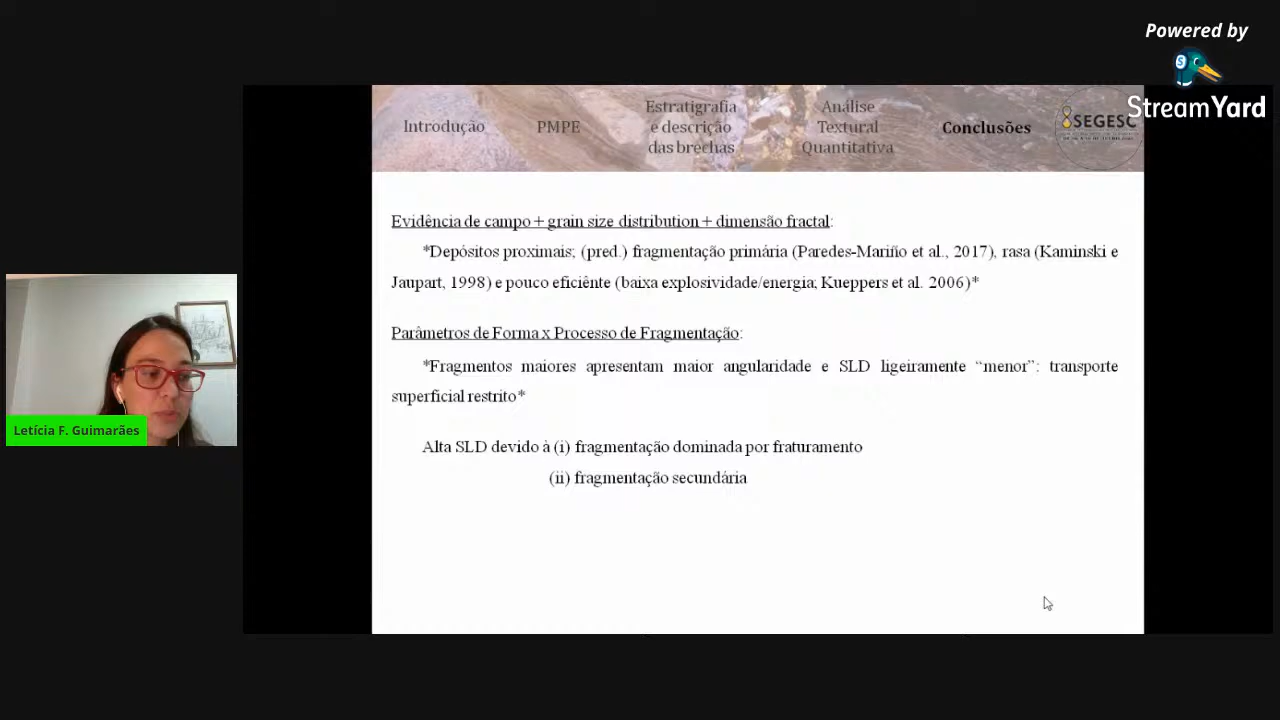 Powered by
StreamYard
Introdução
PMPE
Estratigrafia
e descrição
das brechas
Análise
Textural
Quantitativa
Conclusões
SEGESC
Evidência de campo + grain size distribution + dimensão fractal:
*Depósitos proximais; (pred.) fragmentação primária (Paredes-Mariño et al., 2017), rasa (Kaminski e
Jaupart, 1998) e pouco eficiênte (baixa explosividade/energia; Kueppers et al. 2006)*
Parâmetros de Forma x Processo de Fragmentação:
*Fragmentos maiores apresentam maior angularidade e SLD ligeiramente “menor”: transporte
superficial restrito*
Alta SLD devido à (i) fragmentação dominada por fraturamento
(ii) fragmentação secundária
Letícia F. Guimarães